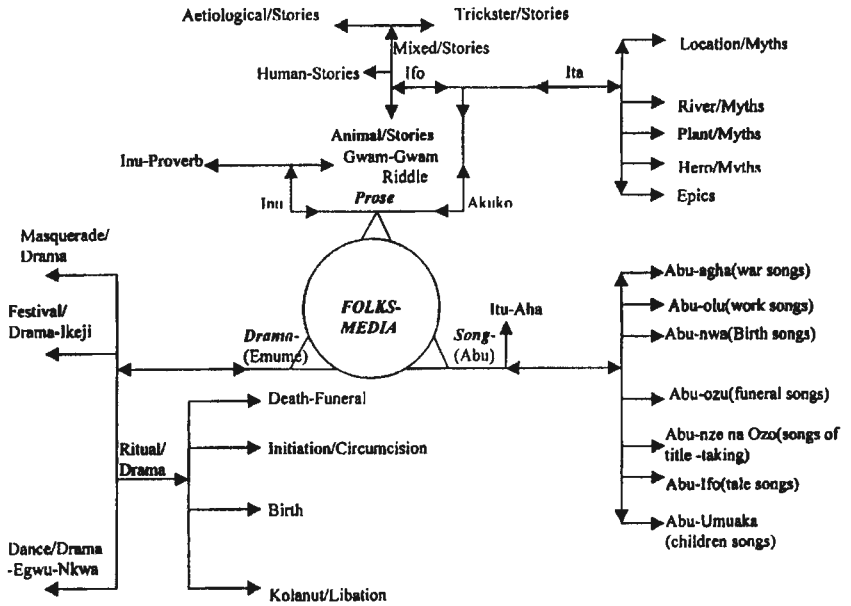 Aetiological/Stories
Trickster/Stories
Mixed/Stories
Human-Stories
Ifo
Ita
Location/Myths
River/Myths
Plant/Myths
Hero/Myths
Epics
Animal/Stories
Gwam-Gwam
Riddle
Inu-Proverb
Inu
Prose
Akuko
Masquerade/
Drama
Festival/
Drama-Ikeji
FOLKS-
MEDIA
Drama-
(Emume)
Song-
(Abu)
Itu-Aha
Abu-agha(war songs)
Abu-olu(work songs)
Abu-nwa(Birth songs)
Abu-ozu(funeral songs)
Abu-nze na Ozo(songs of
title -taking)
Abu-Ifo(tale songs)
Abu-Umuaka
(children songs)
Death-Funeral
Ritual/
Drama
Initiation/Circumcision
Birth
Dance/Drama
-Egwu-Nkwa
Kolanut/Libation